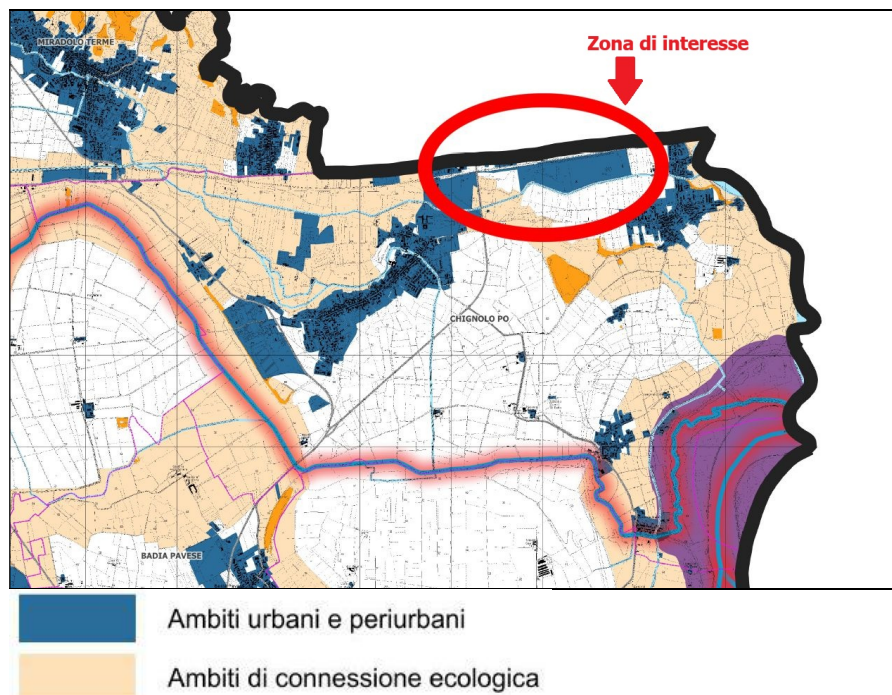 MIRADOLO TERME
Zona di interesse
CHIGNOLO PO
BADIA PAVESE
Ambiti urbani e periurbani
Ambiti di connessione ecologica